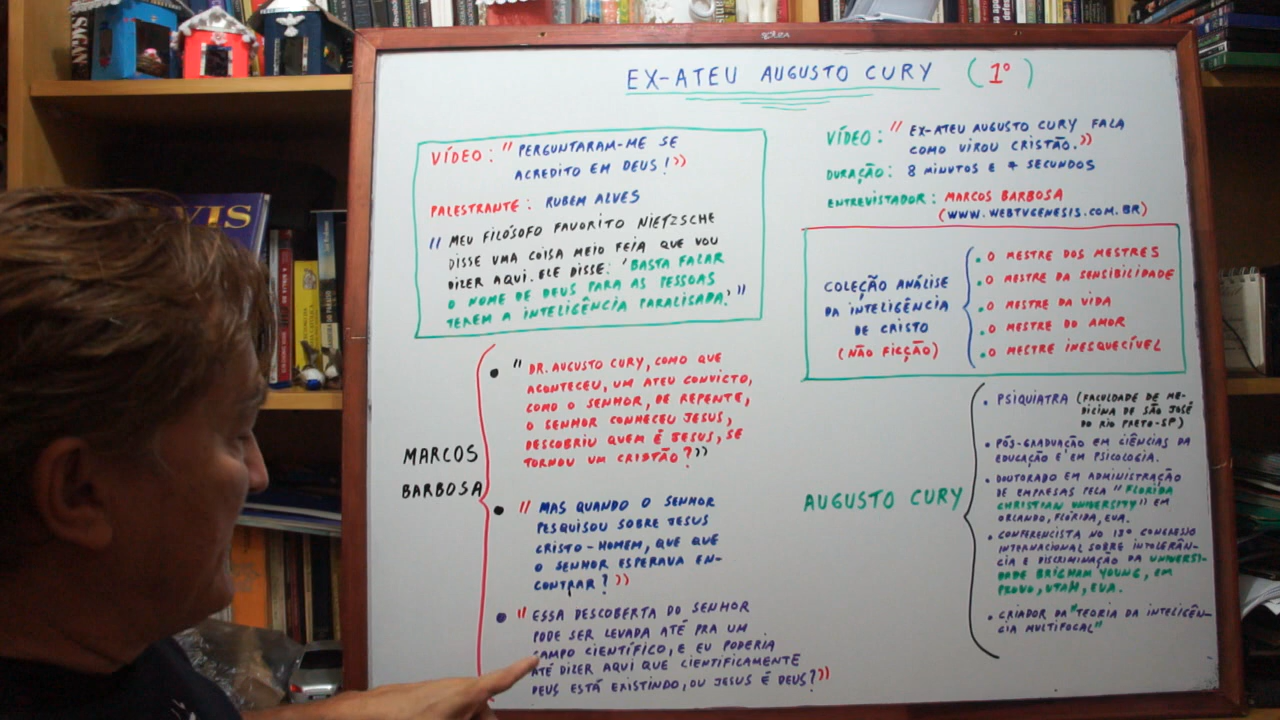 SAGAN
EX-ATEU AUGUSTO CURY (1º)
VÍDEO: "PERGUNTARAM-ME SE
ACREDITO EM DEUS!"
PALESTRANTE: RUBEM ALVES
"MEU FILÓSOFO FAVORITO NIETZSCHE
DISSE UMA COISA MEIO FEIA QUE VOU
DIZER AQUI. ELE DISSE: 'BASTA FALAR
O NOME DE DEUS PARA AS PESSOAS
TEREM A INTELIGÊNCIA PARALISADA.'"
VÍDEO: "EX-ATEU AUGUSTO CURY FALA
COMO VIROU CRISTÃO."
DURAÇÃO: 8 MINUTOS E 7 SEGUNDOS
ENTREVISTADOR: MARCOS BARBOSA
(WWW.WEBTVGENESIS.COM.BR)
COLEÇÃO ANÁLISE
DA INTELIGÊNCIA
DE CRISTO
(NÃO FICÇÃO)
• O MESTRE DOS MESTRES
• O MESTRE DA SENSIBILIDADE
• O MESTRE DA VIDA
• O MESTRE DO AMOR
• O MESTRE INESQUECÍVEL
MARCOS
BARBOSA
• "DR. AUGUSTO CURY, COMO QUE
ACONTECEU, UM ATEU CONVICTO,
COMO O SENHOR, DE REPENTE,
O SENHOR CONHECEU JESUS,
DESCOBRIU QUEM É JESUS, SE
TORNOU UM CRISTÃO?"
• "MAS QUANDO O SENHOR
PESQUISOU SOBRE JESUS
CRISTO-HOMEM, QUE QUE
O SENHOR ESPERAVA EN-
CONTRAR?"
• "ESSA DESCOBERTA DO SENHOR
PODE SER LEVADA ATÉ PRA UM
CAMPO CIENTÍFICO, E EU PODERIA
ATÉ DIZER AQUI QUE CIENTIFICAMENTE
DEUS ESTÁ EXISTINDO, OU JESUS É DEUS?"
AUGUSTO CURY
• PSIQUIATRA (FACULDADE DE ME-
DICINA DE SÃO JOSÉ
DO RIO PRETO-SP)
• PÓS-GRADUAÇÃO EM CIÊNCIAS DA
EDUCAÇÃO E EM PSICOLOGIA.
• DOUTORADO EM ADMINISTRAÇÃO
DE EMPRESAS PELA "FLORIDA
CHRISTIAN UNIVERSITY" EM
ORLANDO, FLÓRIDA, EUA.
• CONFERENCISTA NO 13º CONGRESSO
INTERNACIONAL SOBRE INTOLERÂN-
CIA E DISCRIMINAÇÃO DA UNIVERSI-
DADE BRIGHAM YOUNG, EM
PROVO, UTAH, EUA.
• CRIADOR DA "TEORIA DA INTELIGÊN-
CIA MULTIFOCAL"